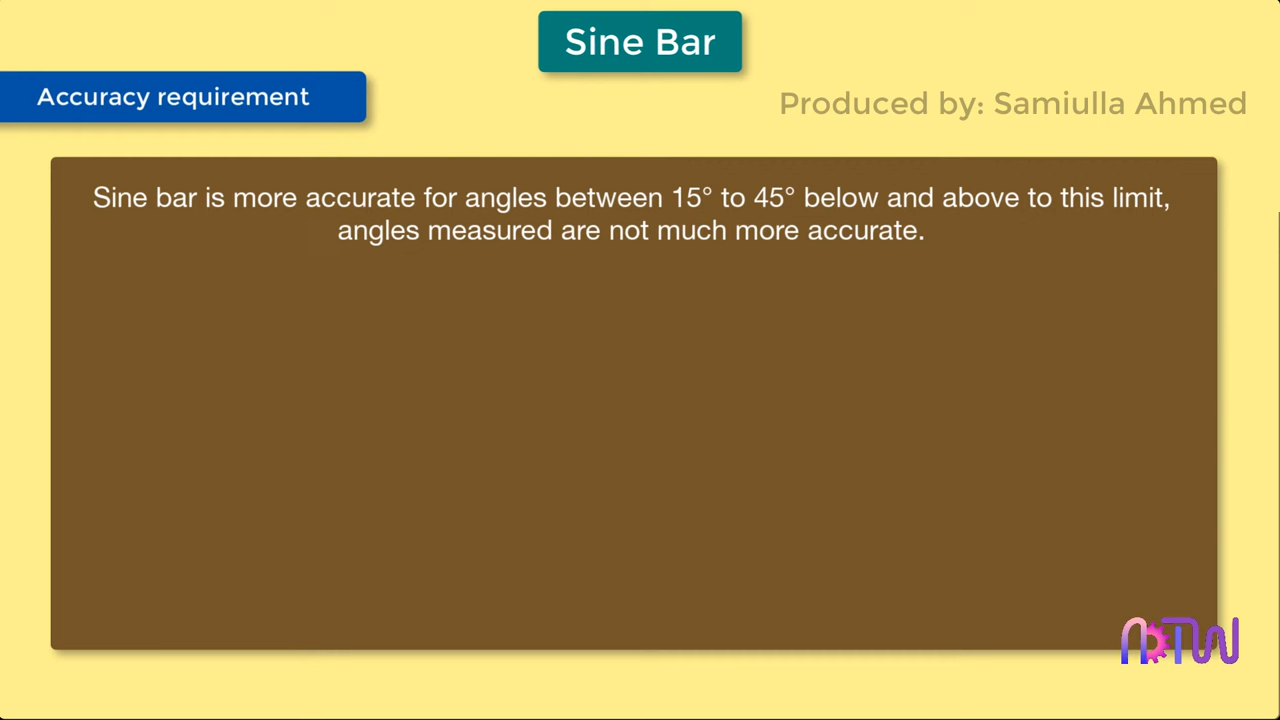 Sine Bar
Accuracy requirement
Produced by: Samiulla Ahmed
Sine bar is more accurate for angles between 15° to 45° below and above to this limit,
angles measured are not much more accurate.